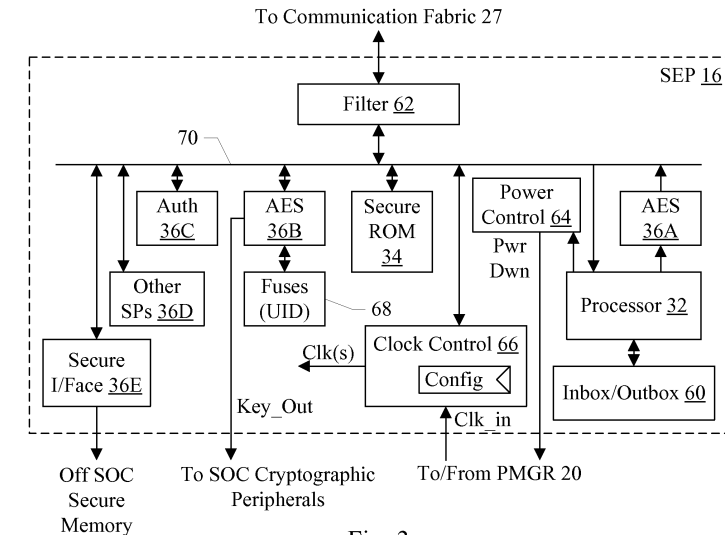 To Communication Fabric 27
SEP 16
Filter 62
70
Auth
36C
AES
36B
Secure
ROM
34
Power
Control 64
AES
36A
Pwr
Dwn
Other
SPs 36D
Fuses
(UID)
68
Processor 32
Secure
I/Face 36E
Clk(s)
Clock Control 66
Config
Inbox/Outbox 60
Key_Out
Clk_in
Off SOC
Secure
Memory
To SOC Cryptographic
Peripherals
To/From PMGR 20